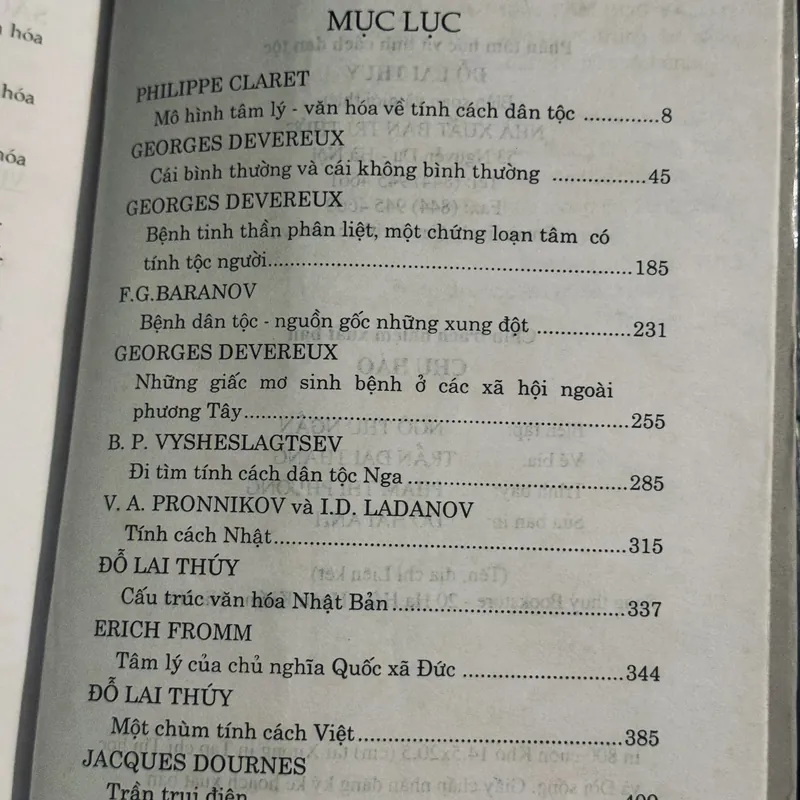 hóa
hóa
hóa
MỤC LỤC
PHILIPPE CLARET
Mô hình tâm lý - văn hóa về tính cách dân tộc ............8
GEORGES DEVEREUX
Cái bình thường và cái không bình thường ...............45
GEORGES DEVEREUX
Bệnh tinh thần phân liệt, một chứng loạn tâm có
tính tộc người..........................................................185
F.G.BARANOV
Bệnh dân tộc - nguồn gốc những xung đột ...............231
GEORGES DEVEREUX
Những giấc mơ sinh bệnh ở các xã hội ngoài
phương Tây..............................................................255
B. P. VYSHESLAGTSEV
Đi tìm tính cách dân tộc Nga ...................................285
V. A. PRONNIKOV và I.D. LADANOV
Tính cách Nhật.........................................................315
ĐỖ LAI THÚY
Cấu trúc văn hóa Nhật Bản......................................337
ERICH FROMM
Tâm lý của chủ nghĩa Quốc xã Đức ..........................344
ĐỖ LAI THÚY
Một chùm tính cách Việt...........................................385
JACQUES DOURNES
Trần trụi điên